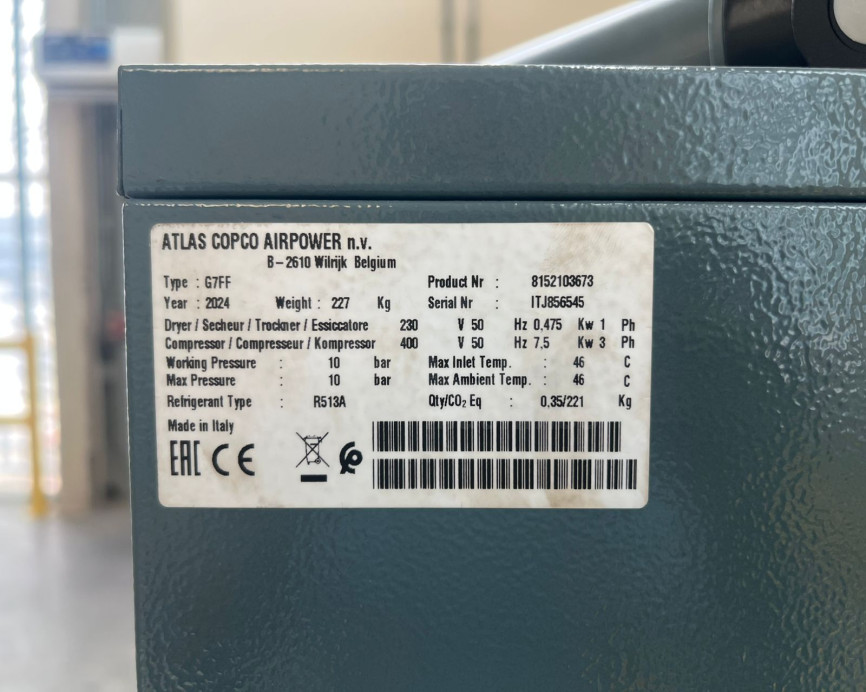 ATLAS COPCO AIRPOWER n.v.
B-2610 Wilrijk Belgium
Type : G7FF Product Nr : 8152103673
Year : 2024 Weight : 227 Kg Serial Nr : ITJ856545
Dryer / Secheur / Trockner / Essiccatore 230 V 50 Hz 0,475 Kw 1 Ph
Compressor / Compresseur / Kompressor 400 V 50 Hz 7,5 Kw 3 Ph
Working Pressure : 10 bar Max Inlet Temp. : 46 C
Max Pressure : 10 bar Max Ambient Temp. : 46 C
Refrigerant Type : R513A Qty/CO₂ Eq : 0,35/221 Kg
Made in Italy
EAC CE